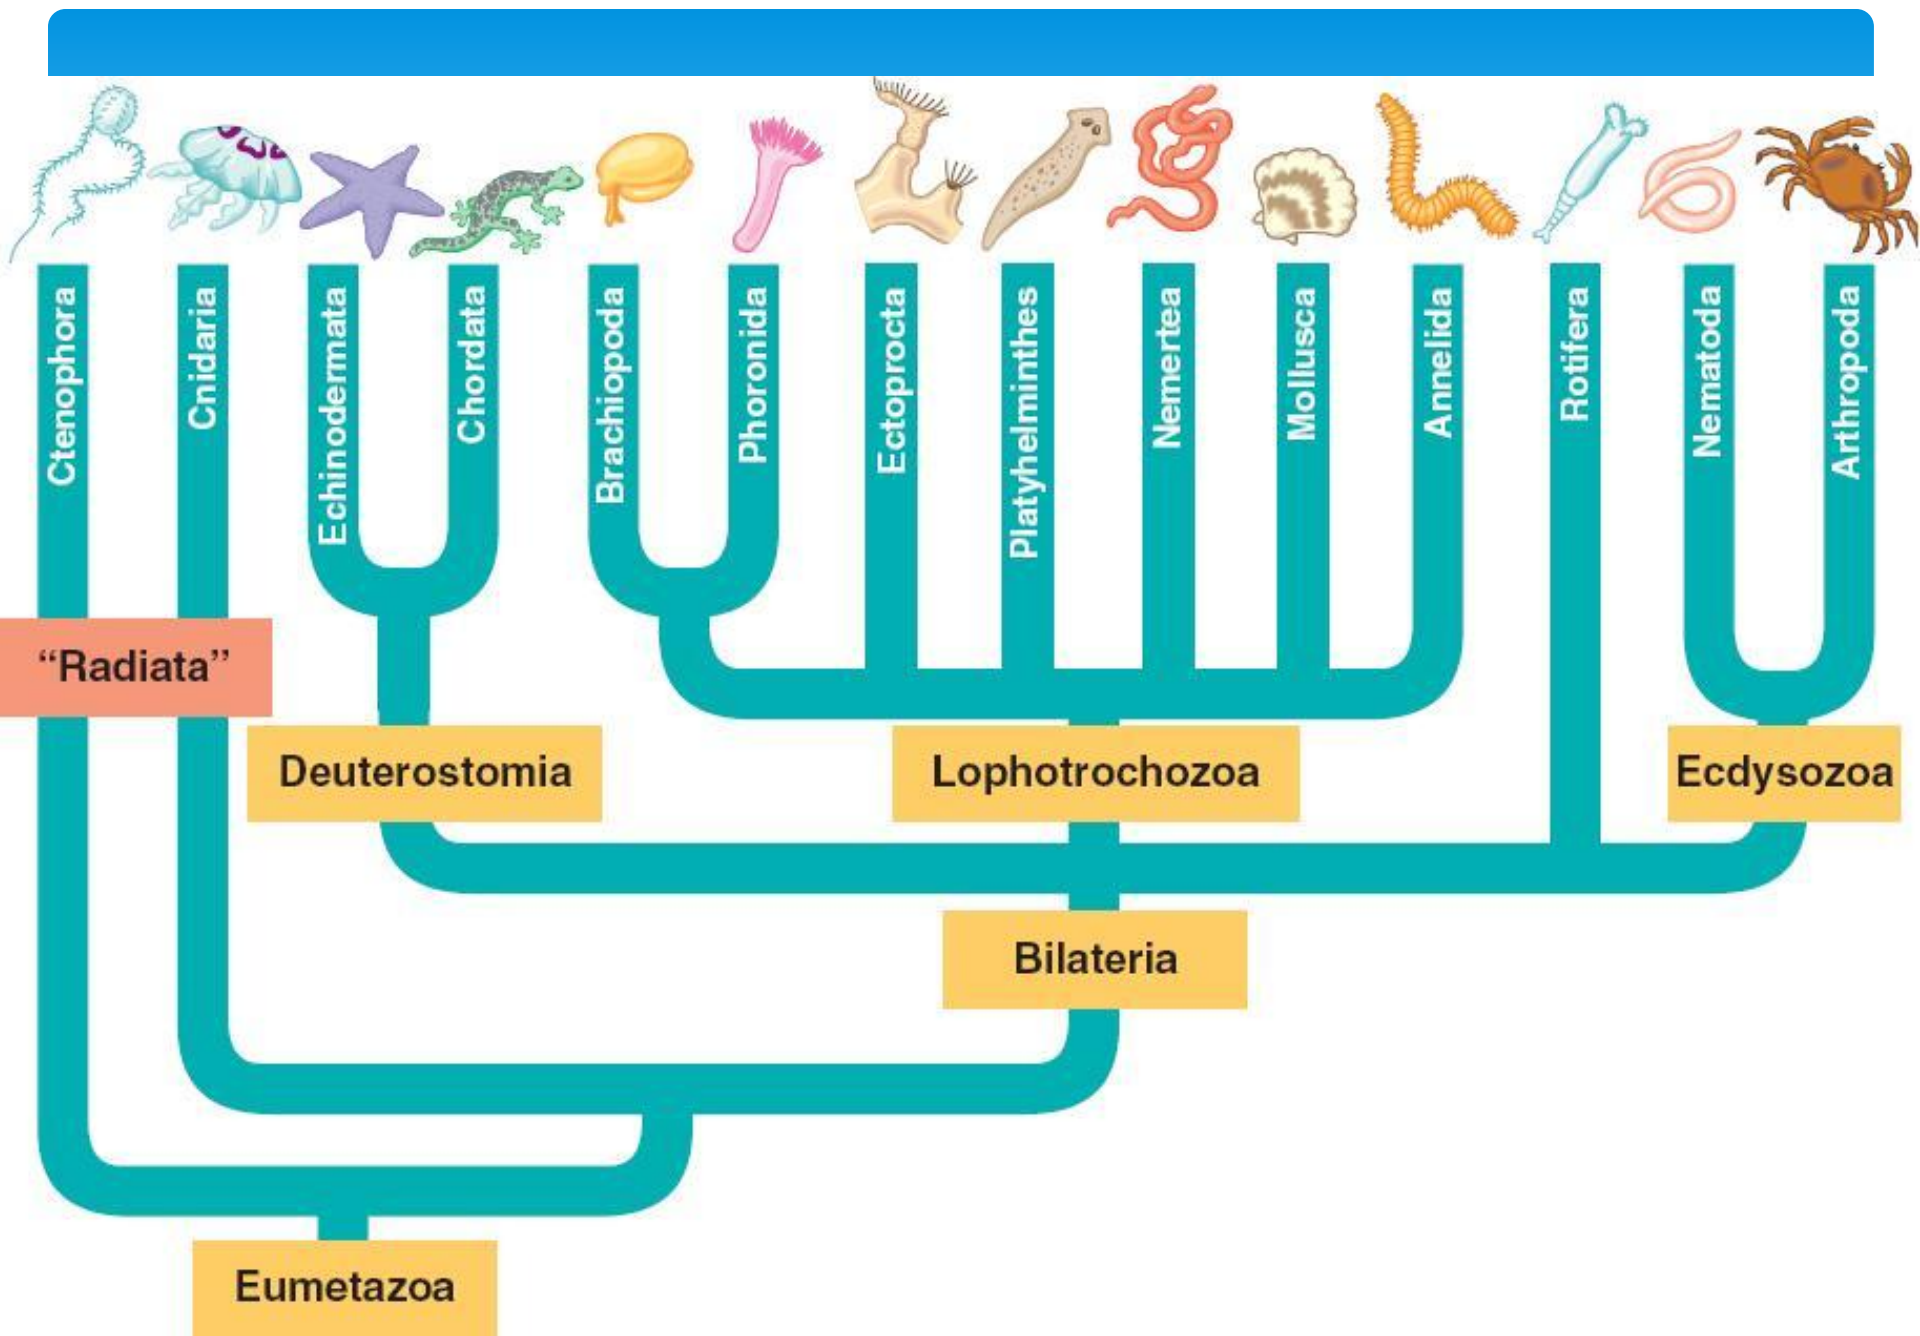 Ctenophora
Cnidaria
Echinodermata
Chordata
Brachiopoda
Phoronida
Ectoprocta
Platyhelminthes
Nemertea
Mollusca
Annelida
Rotifera
Nematoda
Arthropoda
“Radiata”
Deuterostomia
Lophotrochozoa
Ecdysozoa
Bilateria
Eumetazoa